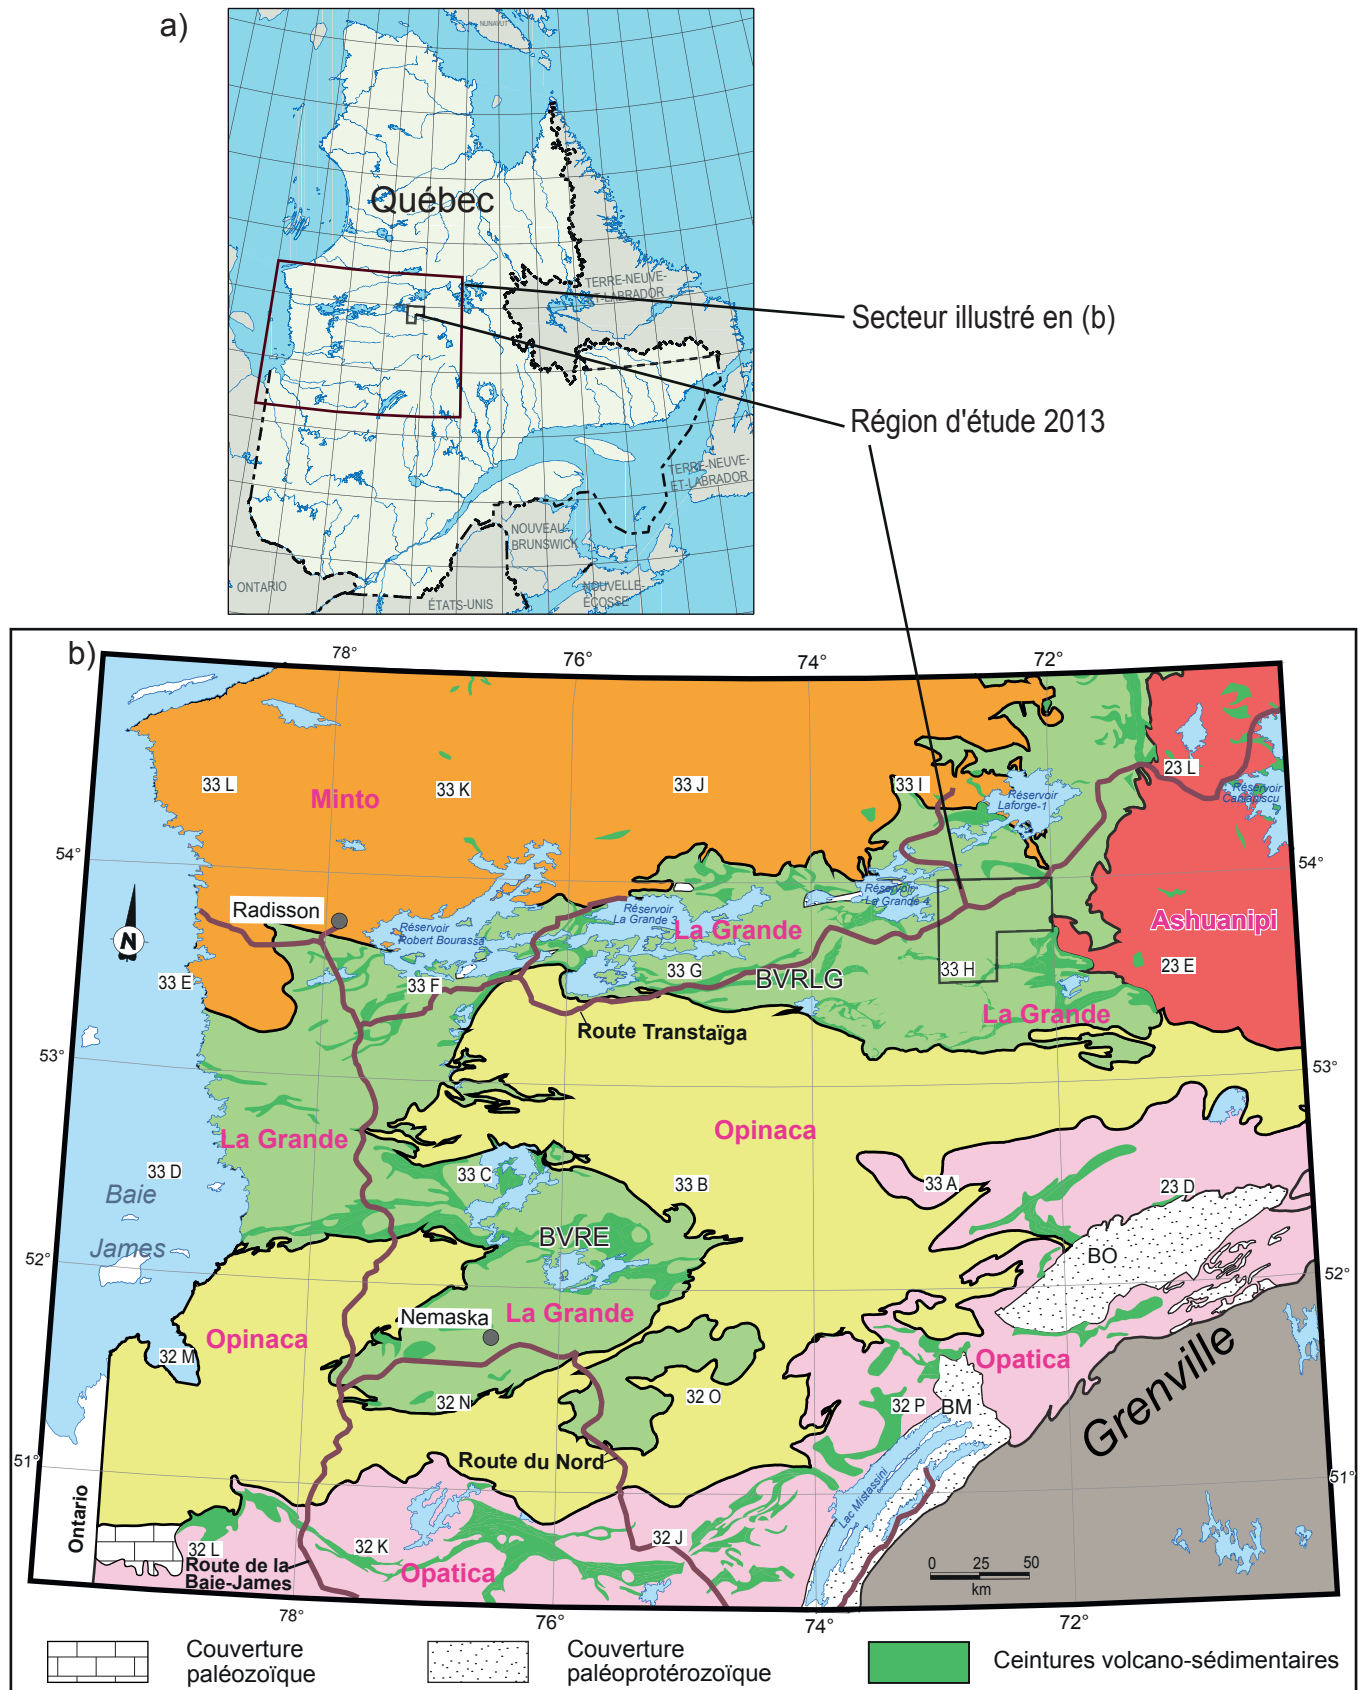 a)
NUNAVUT
Québec
TERRE-NEUVE-
ET-LABRADOR
Secteur illustré en (b)
Région d'étude 2013
TERRE-NEUVE-
ET-LABRADOR
NOUVEAU-
BRUNSWICK
ONTARIO
ÉTATS-UNIS
NOUVELLE-
ÉCOSSE
b)
78°
76°
74°
72°
33 L
Minto
33 K
33 J
33 I
23 L
Réservoir
Laforge-1
Réservoir
Caniapiscau
54°
54°
N
Radisson
Réservoir
Robert Bourassa
Réservoir
La Grande 3
Réservoir
La Grande 4
La Grande
Ashuanipi
33 E
33 F
33 G
BVRLG
33 H
23 E
La Grande
Route Transtaïga
53°
53°
La Grande
Opinaca
33 D
33 C
33 B
33 A
23 D
Baie
James
BVRE
BO
52°
52°
La Grande
Nemaska
Opinaca
32 M
Opatica
Grenville
32 N
32 O
32 P
BM
51°
51°
Route du Nord
Lac Mistassini
Ontario
32 L
32 K
32 J
Route de la
Baie-James
Opatica
0 25 50
km
78°
76°
74°
72°
Couverture
paléozoïque
Couverture
paléoprotérozoïque
Ceintures volcano-sédimentaires